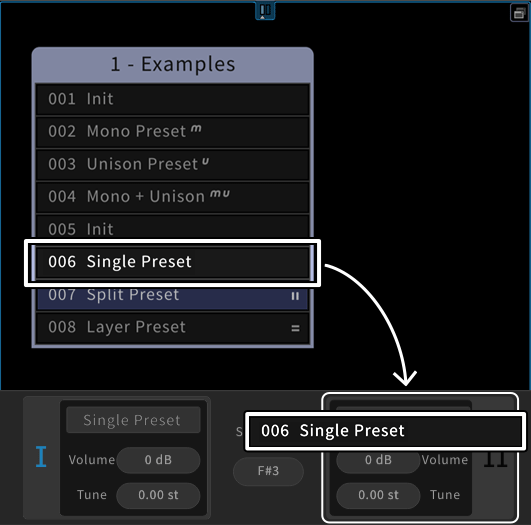 1 - Examples
001 Init
002 Mono Preset m
003 Unison Preset u
004 Mono + Unison mu
005 Init
006 Single Preset
007 Split Preset
008 Layer Preset
Single Preset
S
006 Single Preset
I
Volume 0 dB
F#3
0 dB Volume
II
Tune 0.00 st
0.00 st Tune